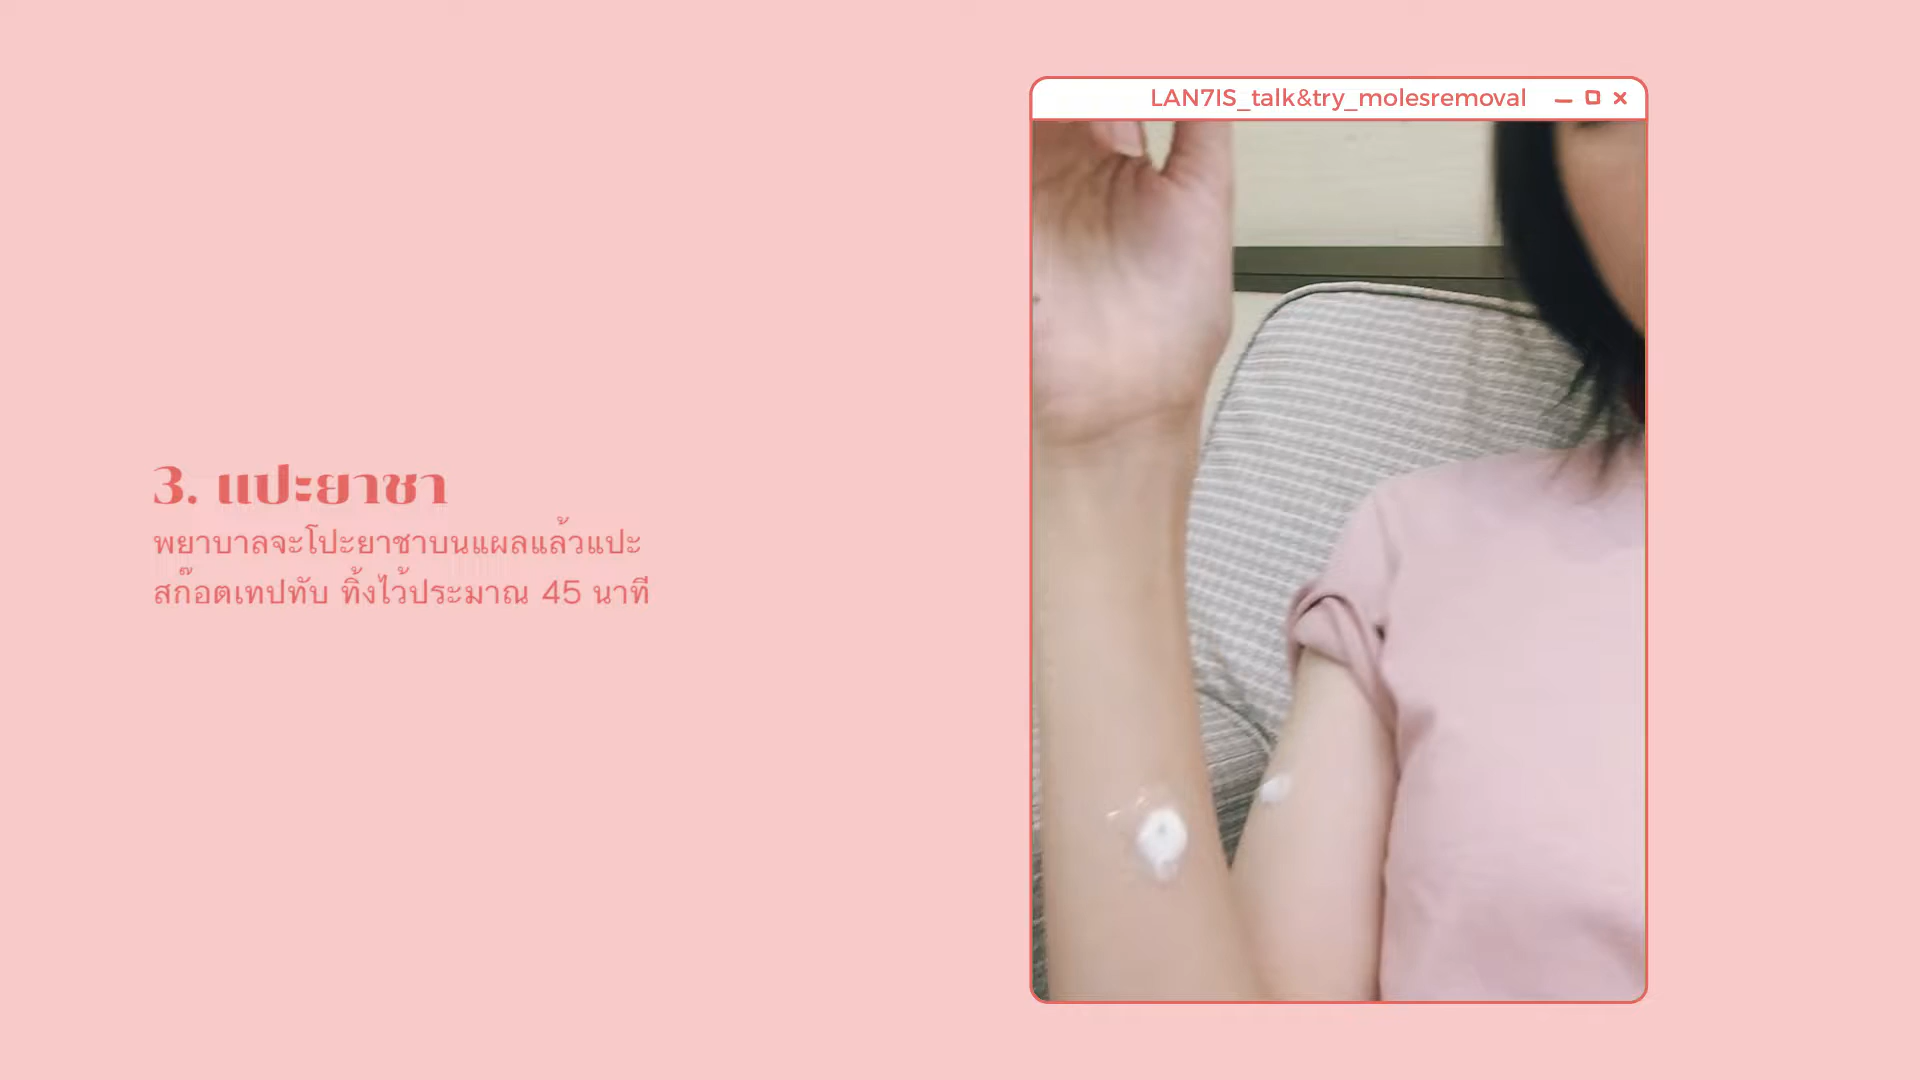 LAN7IS_talk&try_molesremoval
3. แปะยาชา
พยาบาลจะโปะยาชาบนแผลแล้วแปะ
สก๊อตเทปทับ ทิ้งไว้ประมาณ 45 นาที